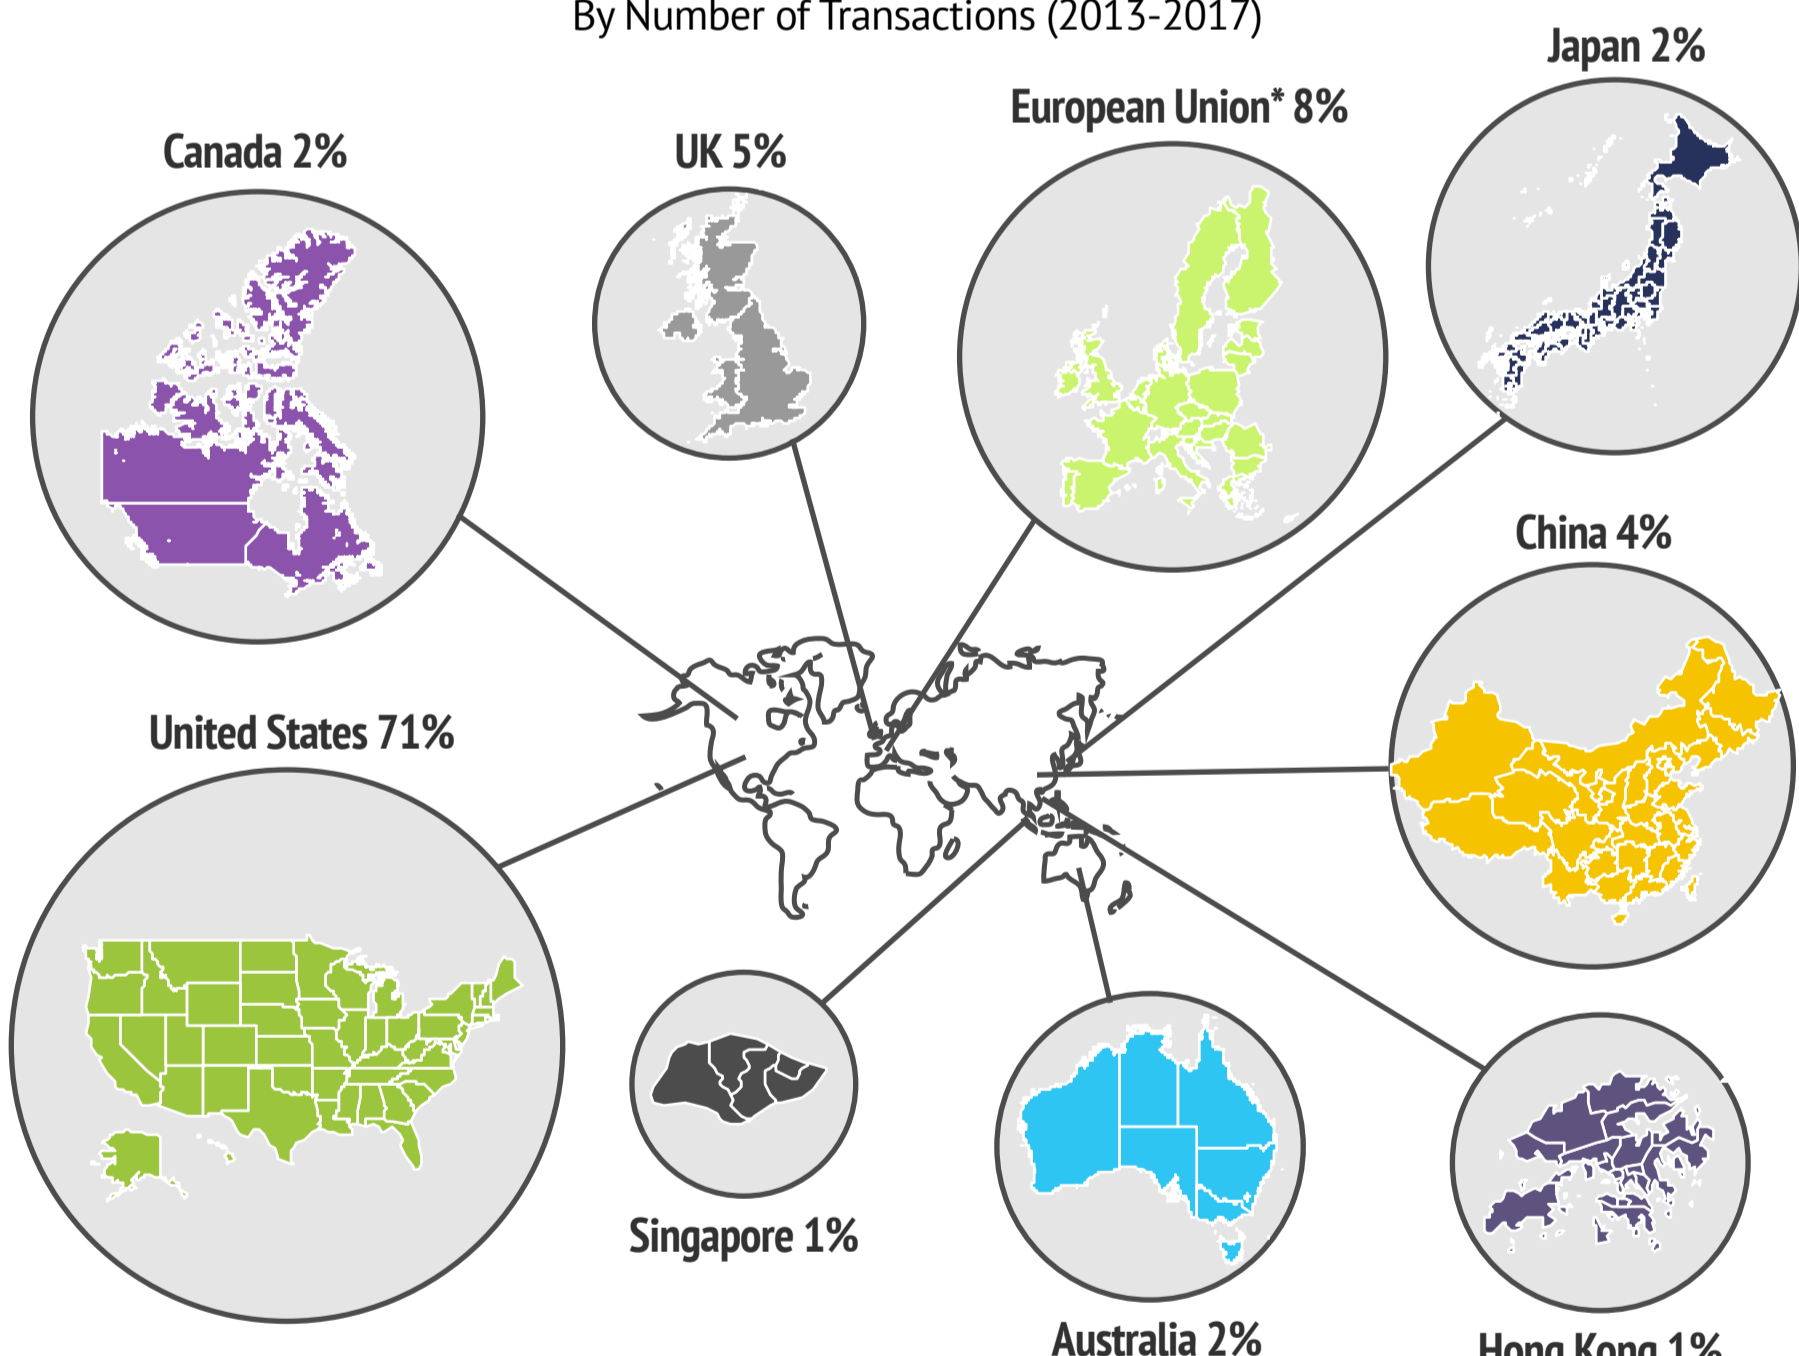 By Number of Transactions (2013-2017)
Japan 2%
European Union* 8%
Canada 2%
UK 5%
China 4%
United States 71%
Singapore 1%
Australia 2%
Hong Kong 1%